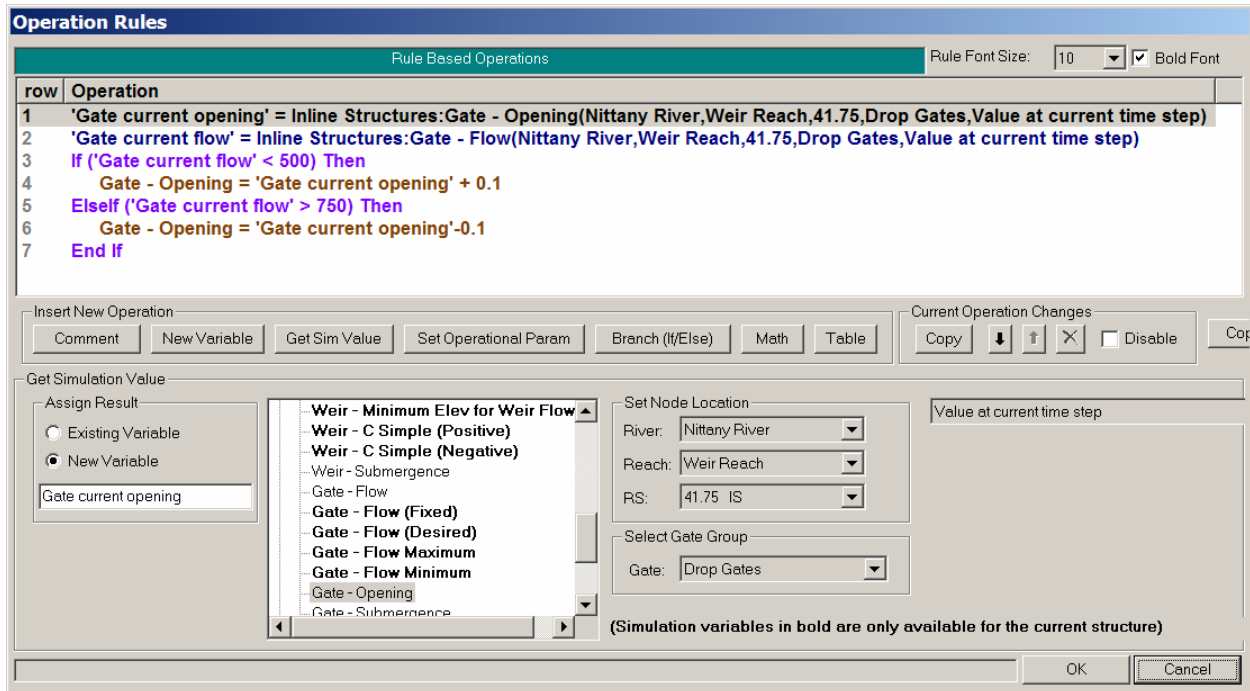 Operation Rules
Rule Based Operations
Rule Font Size: 10 Bold Font
row Operation
1 'Gate current opening' = Inline Structures:Gate - Opening(Nittany River,Weir Reach,41.75,Drop Gates,Value at current time step)
2 'Gate current flow' = Inline Structures:Gate - Flow(Nittany River,Weir Reach,41.75,Drop Gates,Value at current time step)
3 If ('Gate current flow' < 500) Then
4 Gate - Opening = 'Gate current opening' + 0.1
5 ElseIf ('Gate current flow' > 750) Then
6 Gate - Opening = 'Gate current opening'-0.1
7 End If
Insert New Operation
Comment New Variable Get Sim Value Set Operational Param Branch (If/Else) Math Table
Current Operation Changes
Copy Disable
Cop
Get Simulation Value
Assign Result
Existing Variable
New Variable
Gate current opening
Weir - Minimum Elev for Weir Flow
Weir - C Simple (Positive)
Weir - C Simple (Negative)
Weir - Submergence
Gate - Flow
Gate - Flow (Fixed)
Gate - Flow (Desired)
Gate - Flow Maximum
Gate - Flow Minimum
Gate - Opening
Gate - Submergence
Set Node Location
River: Nittany River
Reach: Weir Reach
RS: 41.75 IS
Select Gate Group
Gate: Drop Gates
Value at current time step
(Simulation variables in bold are only available for the current structure)
OK Cancel